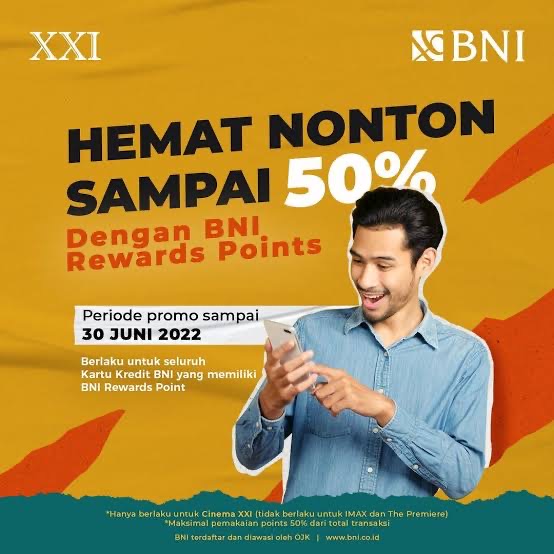 XXI
BNI
HEMAT NONTON
SAMPAI 50%
Dengan BNI
Rewards Points
Periode promo sampai
30 JUNI 2022
Berlaku untuk seluruh
Kartu Kredit BNI yang memiliki
BNI Rewards Point
*Hanya berlaku untuk Cinema XXI (tidak berlaku untuk IMAX dan The Premiere)
*Maksimal pemakaian points 50% dari total transaksi
BNI terdaftar dan diawasi oleh OJK | www.bni.co.id